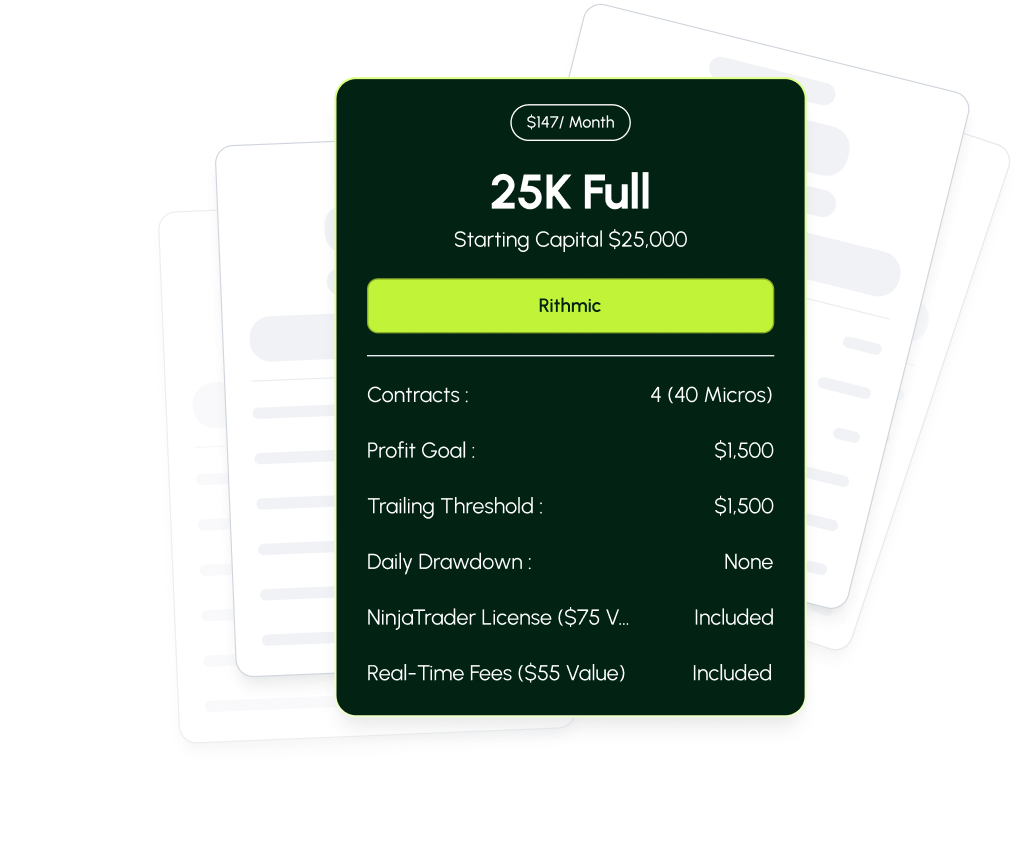 $147/ Month
25K Full
Starting Capital $25,000
Rithmic
Contracts : 4 (40 Micros)
Profit Goal : $1,500
Trailing Threshold : $1,500
Daily Drawdown : None
NinjaTrader License ($75 V... Included
Real-Time Fees ($55 Value) Included